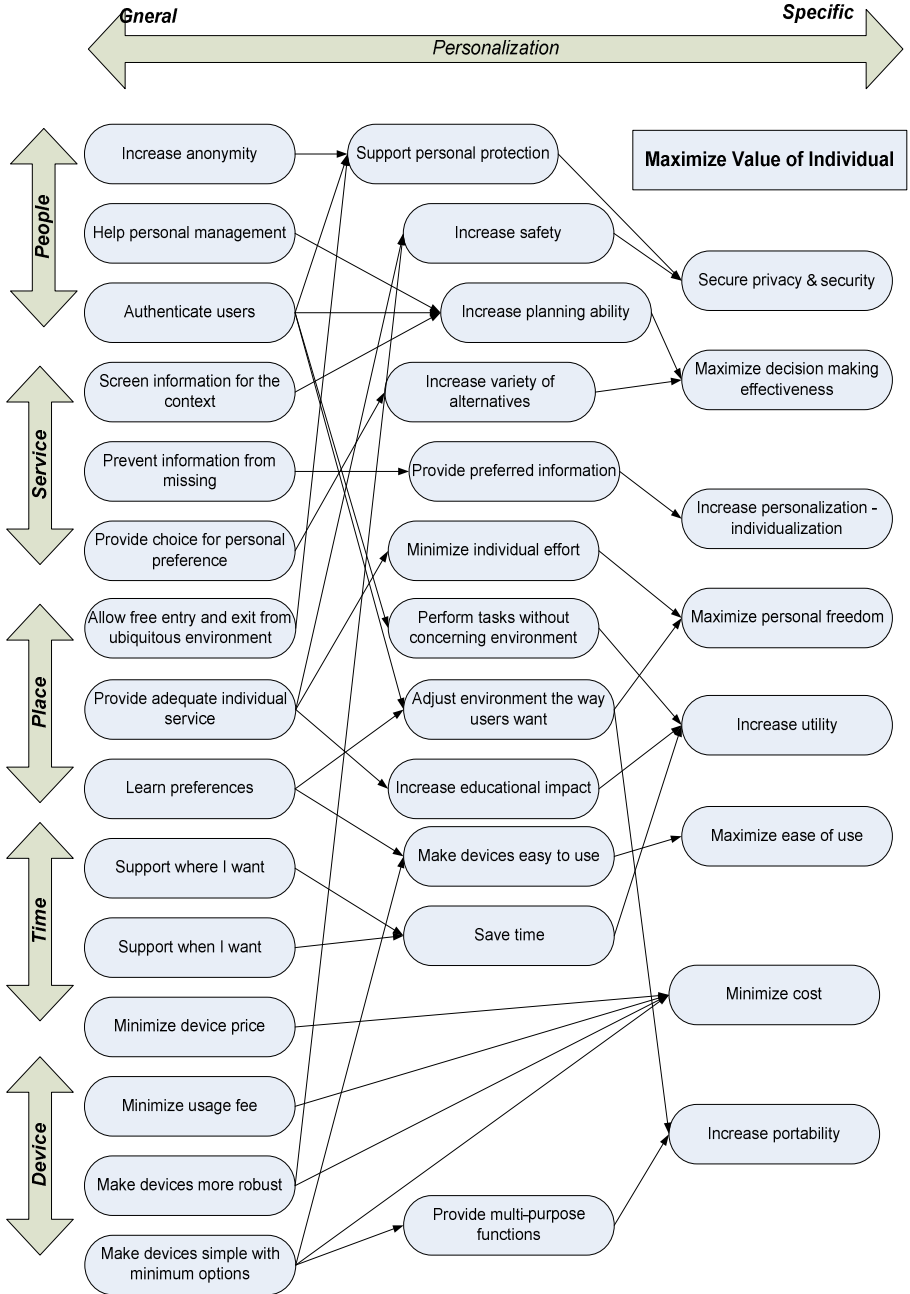 Gneral
Specific
Personalization
People
Service
Place
Time
Device
Increase anonymity
Help personal management
Authenticate users
Screen information for the
context
Prevent information from
missing
Provide choice for personal
preference
Allow free entry and exit from
ubiquitous environment
Provide adequate individual
service
Learn preferences
Support where I want
Support when I want
Minimize device price
Minimize usage fee
Make devices more robust
Make devices simple with
minimum options
Support personal protection
Increase safety
Increase planning ability
Increase variety of
alternatives
Provide preferred information
Minimize individual effort
Perform tasks without
concerning environment
Adjust environment the way
users want
Increase educational impact
Make devices easy to use
Save time
Provide multi-purpose
functions
Maximize Value of Individual
Secure privacy & security
Maximize decision making
effectiveness
Increase personalization -
individualization
Maximize personal freedom
Increase utility
Maximize ease of use
Minimize cost
Increase portability